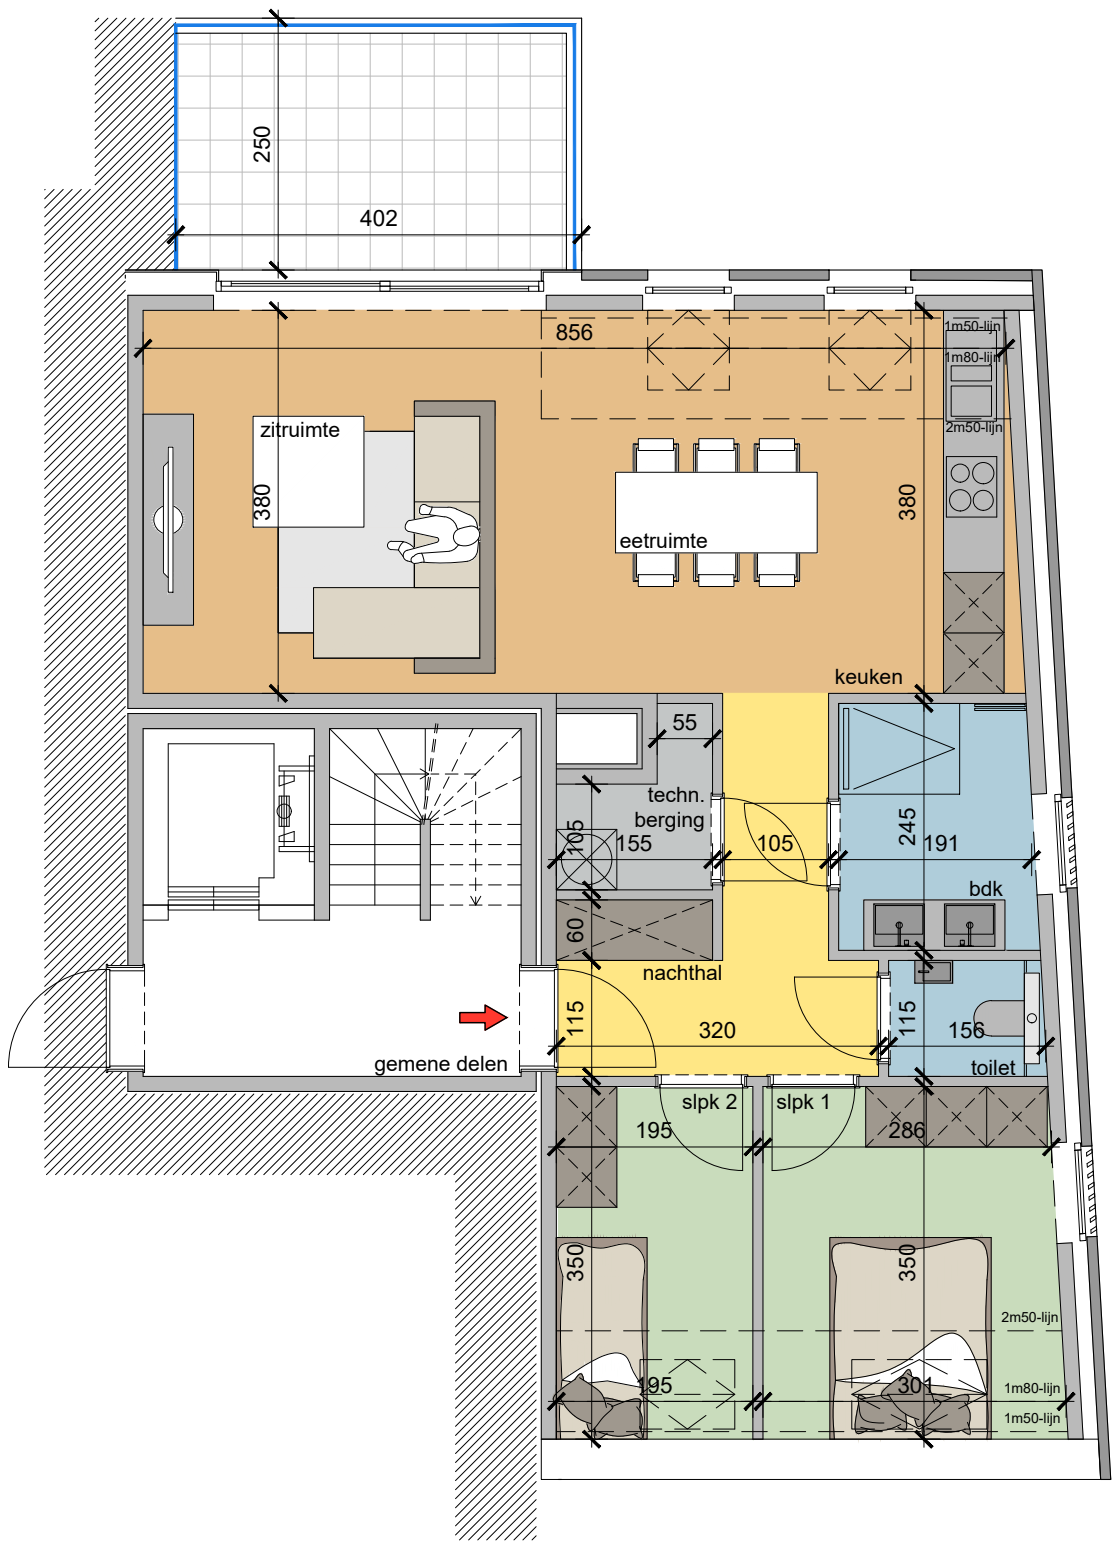 250
402
856
1m50-lijn
1m80-lijn
2m50-lijn
zitruimte
380
380
eetruimte
keuken
55
techn.
berging
105
155
105
245
191
bdk
60
nachthal
115
320
115
156
gemene delen
toilet
slpk 2
slpk 1
195
286
350
350
2m50-lijn
195
301
1m80-lijn
1m50-lijn